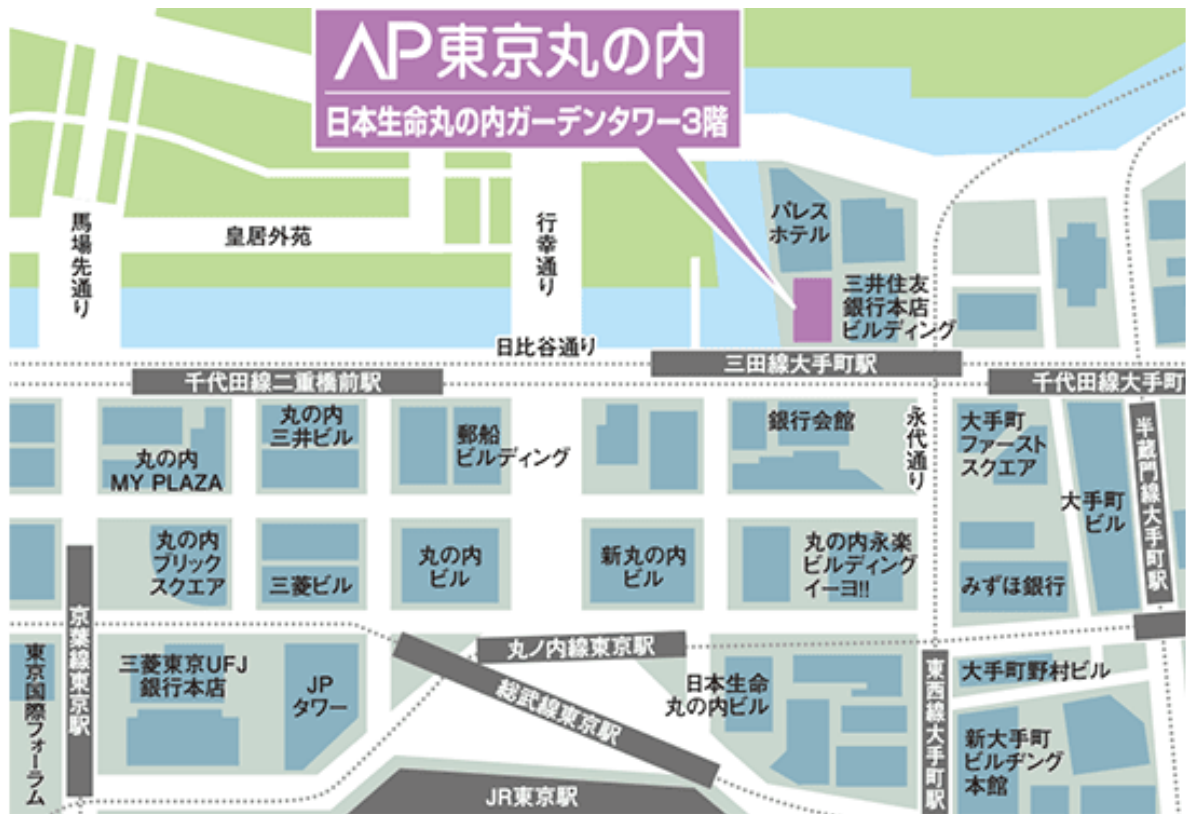 AP東京丸の内
日本生命丸の内ガーデンタワー3階
馬場先通り
皇居外苑
行幸通り
パレス
ホテル
三井住友
銀行本店
ビルディング
日比谷通り
三田線大手町駅
千代田線二重橋前駅
千代田線大手町
丸の内
MY PLAZA
丸の内
三井ビル
郵船
ビルディング
銀行会館
永代通り
大手町
ファースト
スクエア
大手町
ビル
半蔵門線大手町駅
丸の内
ブリック
スクエア
三菱ビル
丸の内
ビル
新丸の内
ビル
丸の内永楽
ビルディング
イーヨ!!
みずほ銀行
京葉線東京駅
東京国際フォーラム
三菱東京UFJ
銀行本店
JP
タワー
丸ノ内線東京駅
総武線東京駅
日本生命
丸の内ビル
東西線大手町駅
大手町野村ビル
新大手町
ビルヂング
本館
JR東京駅